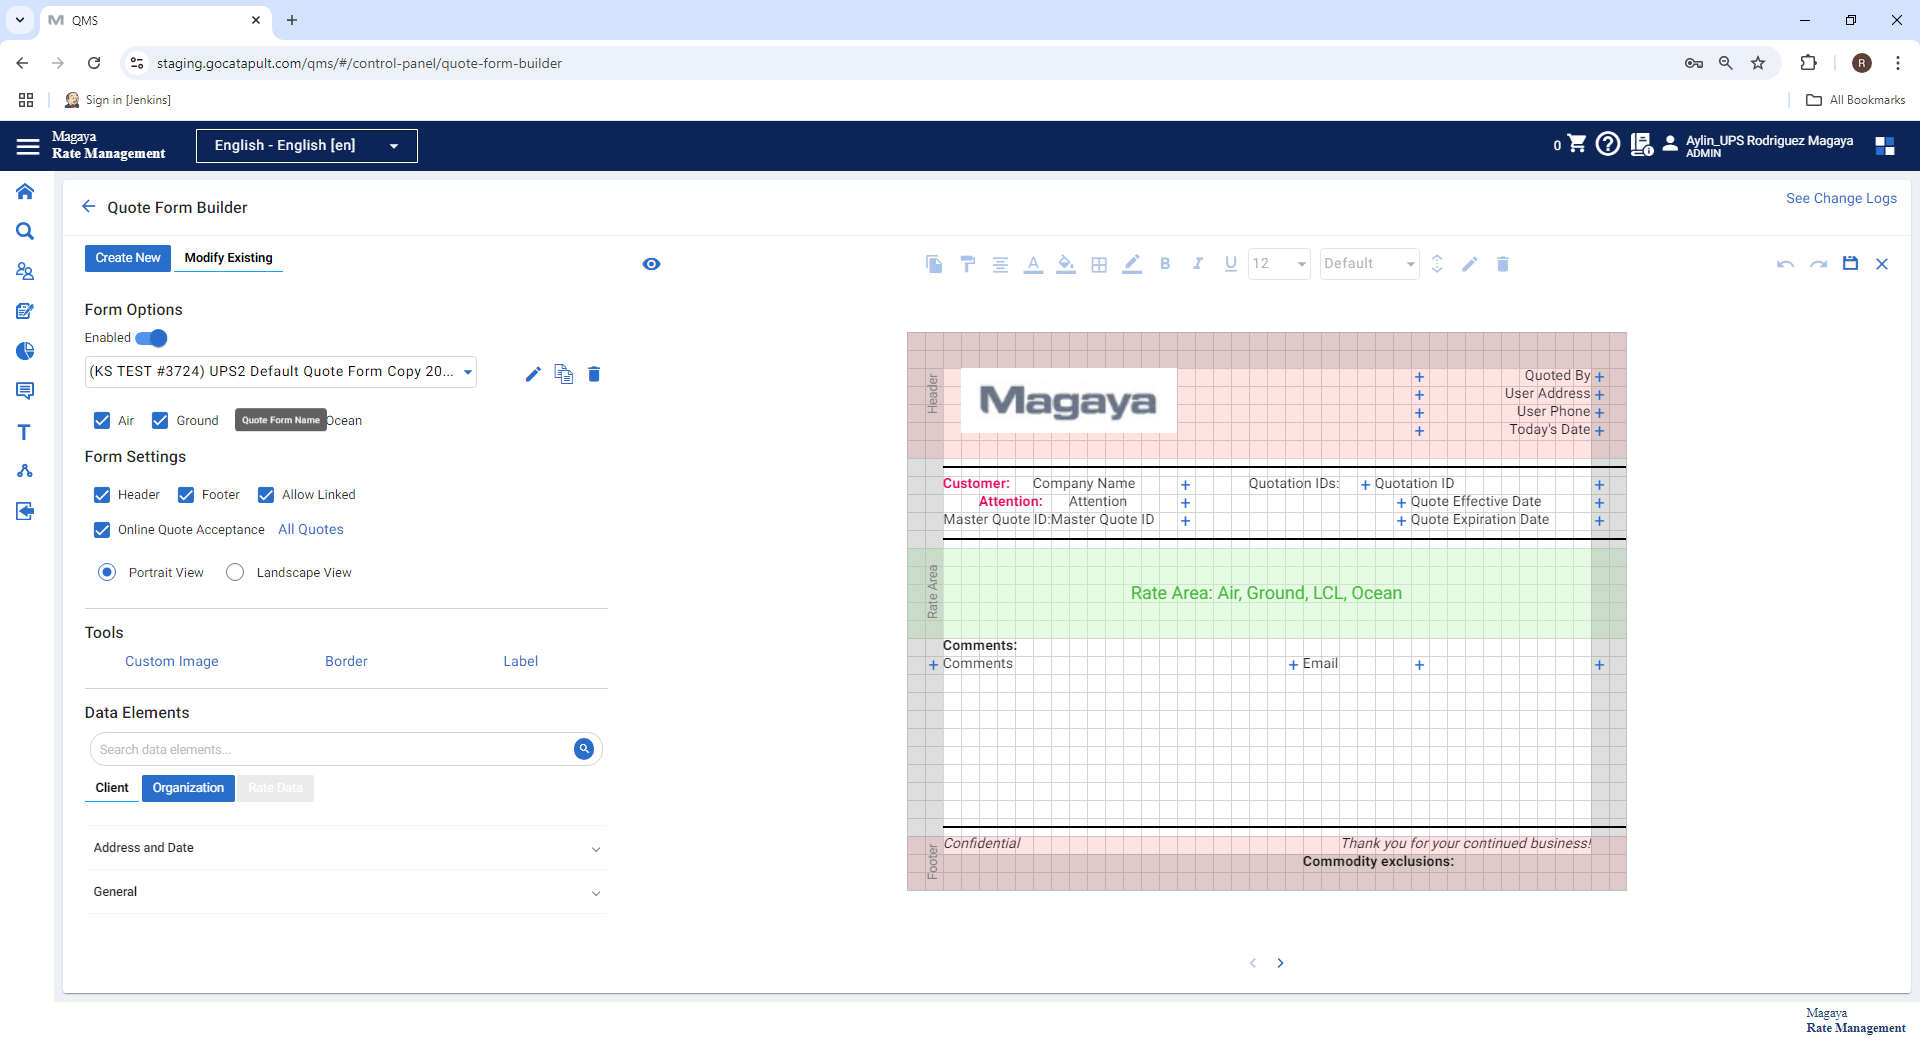 QMS
staging.gocatapult.com/qms/#/control-panel/quote-form-builder
R
Sign in [Jenkins]
All Bookmarks
Magaya
Rate Management
English - English [en]
0
Aylin_UPS Rodriguez Magaya
ADMIN
Quote Form Builder
See Change Logs
Create New
Modify Existing
12
Default
Form Options
Enabled
(KS TEST #3724) UPS2 Default Quote Form Copy 20...
Air
Ground
Quote Form Name
Ocean
Form Settings
Header
Footer
Allow Linked
Online Quote Acceptance
All Quotes
Portrait View
Landscape View
Tools
Custom Image
Border
Label
Data Elements
Search data elements...
Client
Organization
Rate Data
Address and Date
General
Header
Magaya
Quoted By
User Address
User Phone
Today's Date
Customer:
Company Name
Quotation IDs:
Quotation ID
Attention:
Attention
Quote Effective Date
Master Quote ID:
Master Quote ID
Quote Expiration Date
Rate Area
Rate Area: Air, Ground, LCL, Ocean
Comments:
Comments
Email
Footer
Confidential
Thank you for your continued business!
Commodity exclusions:
Magaya
Rate Management